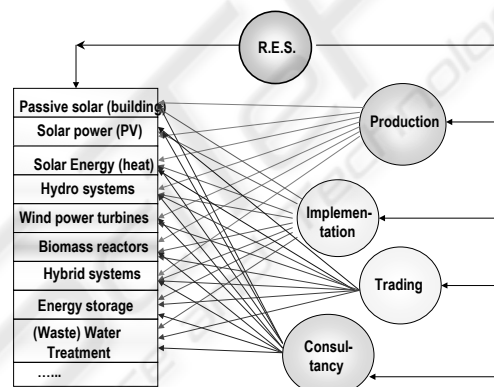 R.E.S.
Passive solar (building)
Solar power (PV)
Solar Energy (heat)
Hydro systems
Wind power turbines
Biomass reactors
Hybrid systems
Energy storage
(Waste) Water
Treatment
…...
Production
Implemen-
tation
Trading
Consul-
tancy